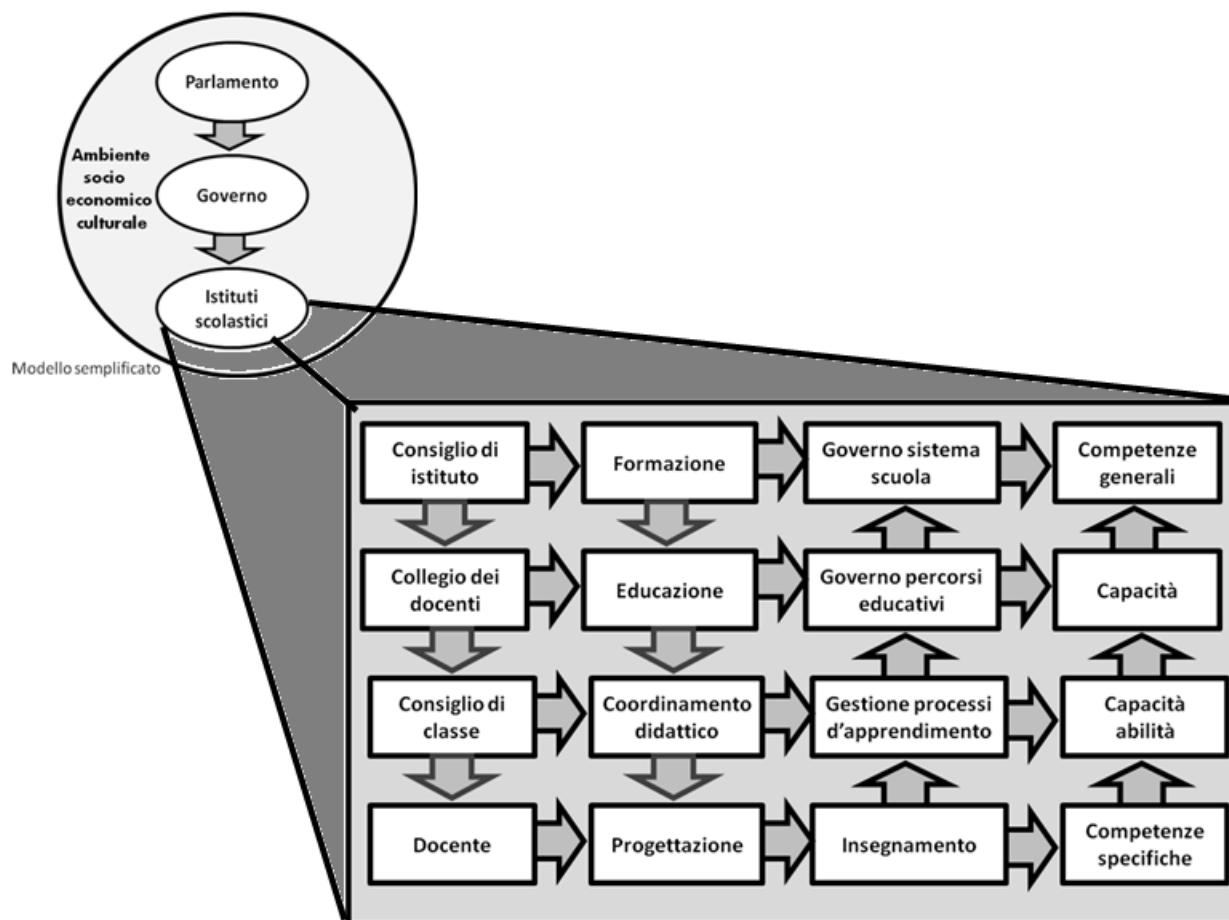 Parlamento
Ambiente
socio
economico
culturale
Governo
Istituti
scolastici
Modello semplificato
Consiglio di
istituto
Formazione
Governo sistema
scuola
Competenze
generali
Collegio dei
docenti
Educazione
Governo percorsi
educativi
Capacità
Consiglio di
classe
Coordinamento
didattico
Gestione processi
d'apprendimento
Capacità
abilità
Docente
Progettazione
Insegnamento
Competenze
specifiche